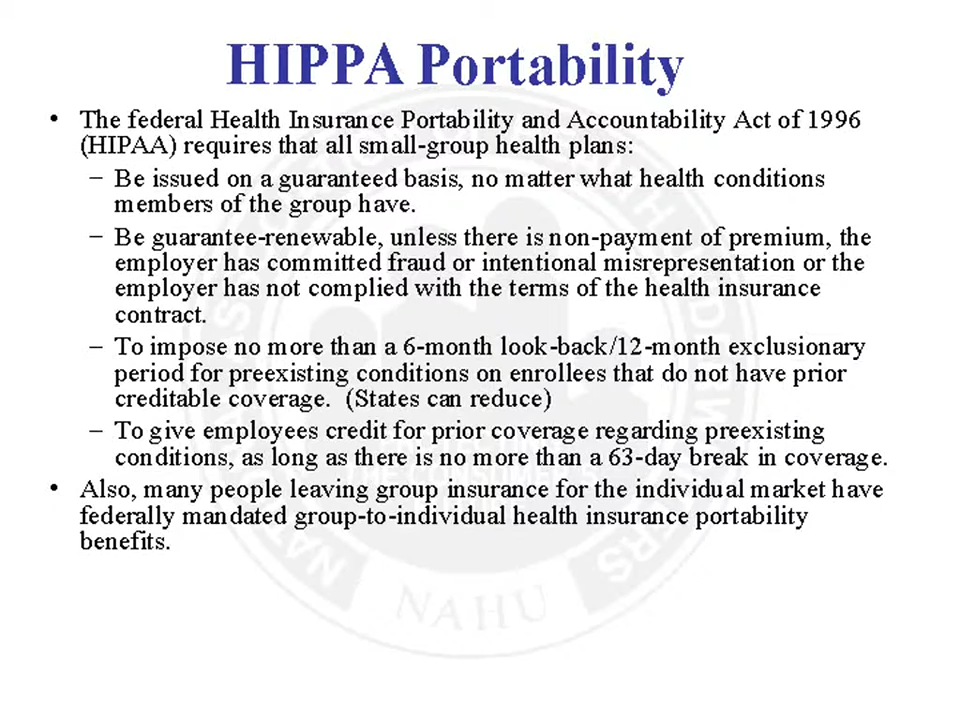 HIPPA Portability
• The federal Health Insurance Portability and Accountability Act of 1996
(HIPAA) requires that all small-group health plans:
– Be issued on a guaranteed basis, no matter what health conditions
members of the group have.
– Be guarantee-renewable, unless there is non-payment of premium, the
employer has committed fraud or intentional misrepresentation or the
employer has not complied with the terms of the health insurance
contract.
– To impose no more than a 6-month look-back/12-month exclusionary
period for preexisting conditions on enrollees that do not have prior
creditable coverage. (States can reduce)
– To give employees credit for prior coverage regarding preexisting
conditions, as long as there is no more than a 63-day break in coverage.
• Also, many people leaving group insurance for the individual market have
federally mandated group-to-individual health insurance portability
benefits.
NAHU